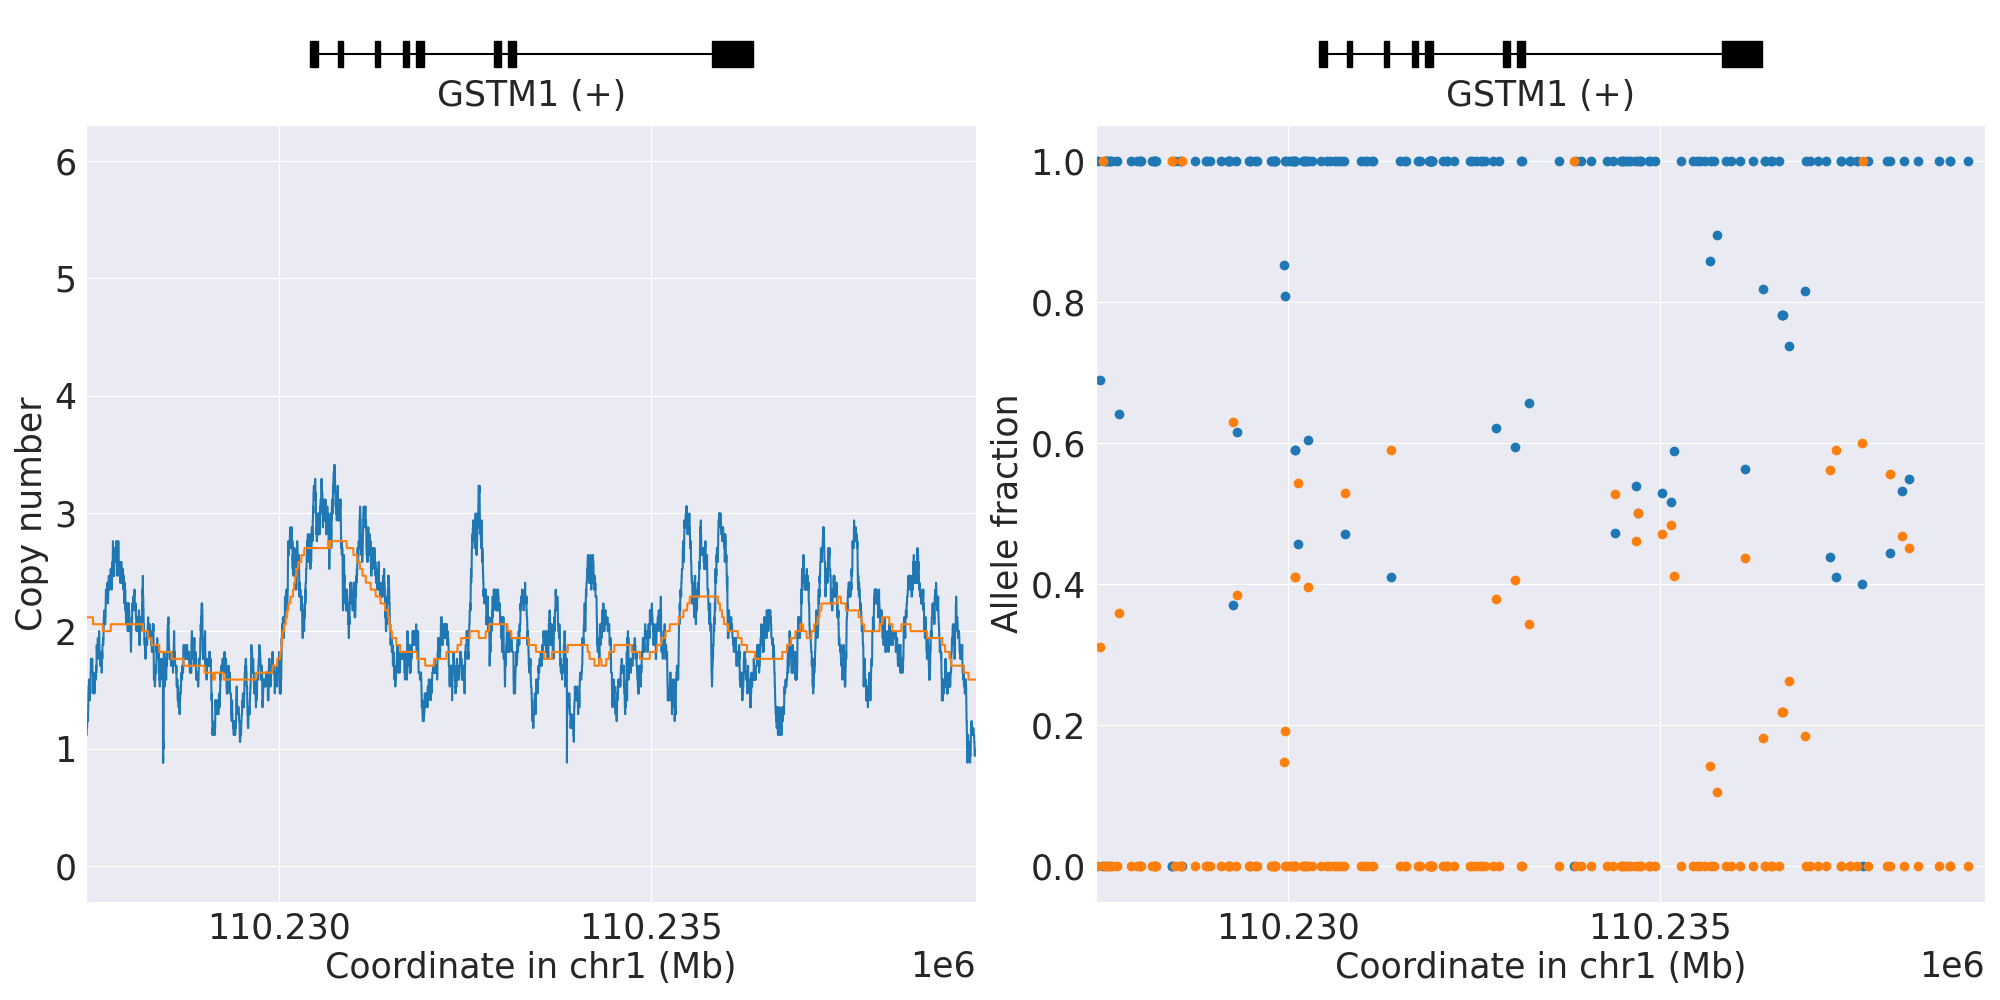 GSTM1 (+)
6
5
4
3
2
1
0
Copy number
110.230
110.235
Coordinate in chr1 (Mb)
1e6
GSTM1 (+)
1.0
0.8
0.6
0.4
0.2
0.0
Allele fraction
110.230
110.235
Coordinate in chr1 (Mb)
1e6